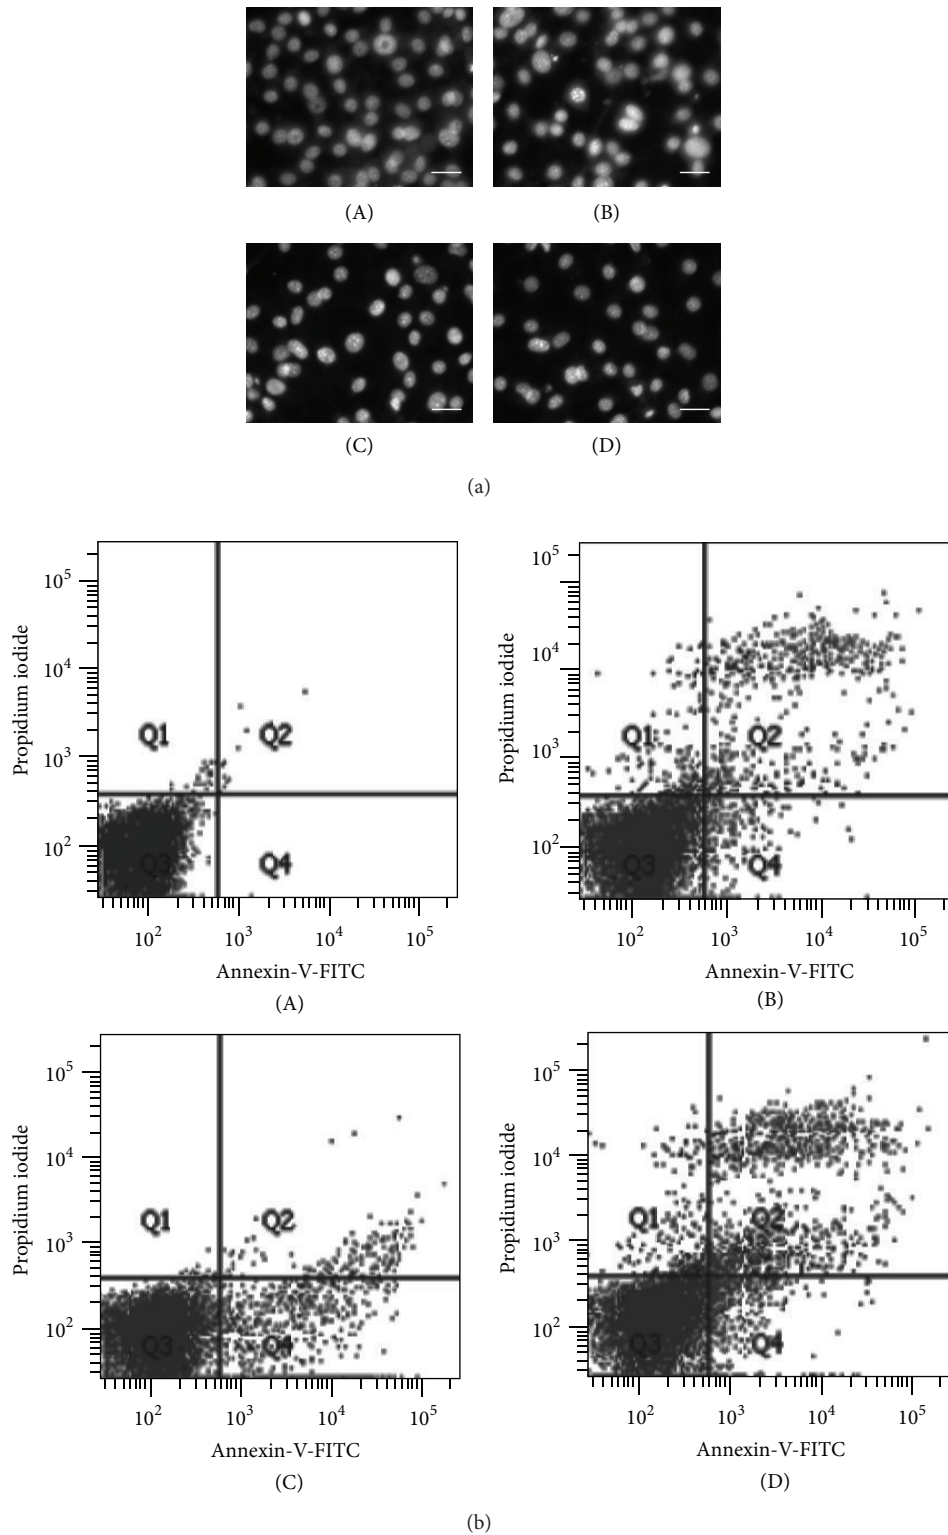 (A)
(B)
(C)
(D)
(a)
10⁵
10⁴
10³
10²
Propidium iodide
Q1
Q2
Q3
Q4
10²
10³
10⁴
10⁵
Annexin-V-FITC
(A)
10⁵
10⁴
10³
10²
Propidium iodide
Q1
Q2
Q3
Q4
10²
10³
10⁴
10⁵
Annexin-V-FITC
(B)
10⁵
10⁴
10³
10²
Propidium iodide
Q1
Q2
Q3
Q4
10²
10³
10⁴
10⁵
Annexin-V-FITC
(C)
10⁵
10⁴
10³
10²
Propidium iodide
Q1
Q2
Q3
Q4
10²
10³
10⁴
10⁵
Annexin-V-FITC
(D)
(b)